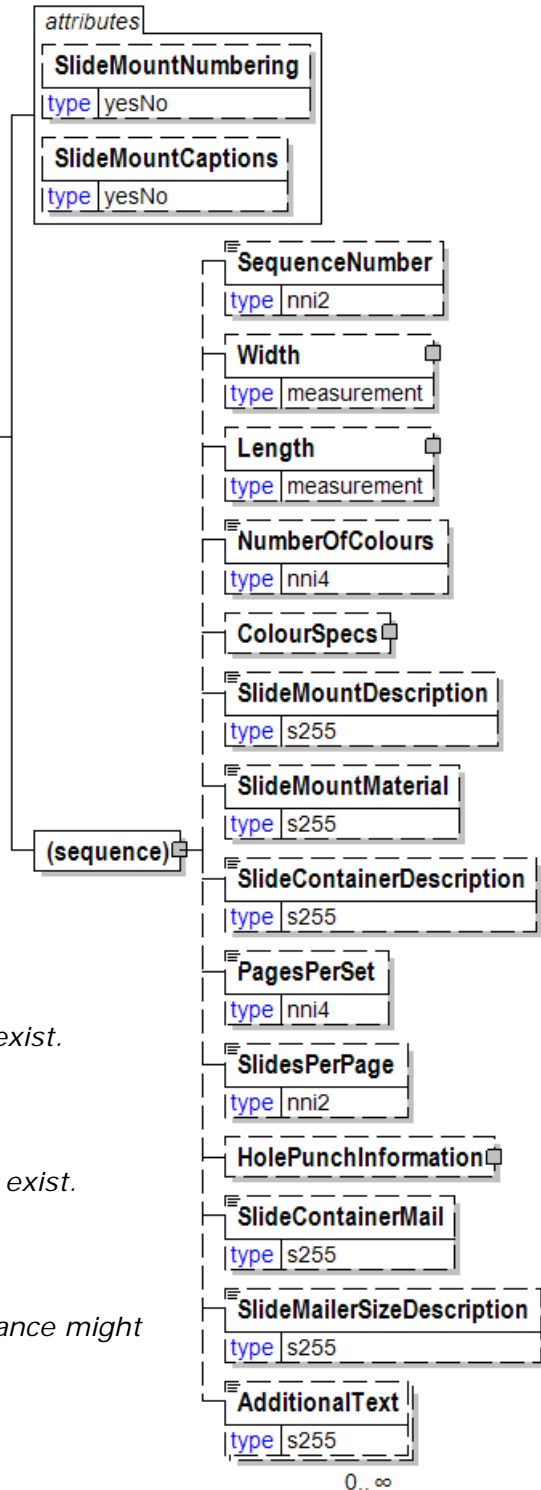 attributes
SlideMountNumbering
type yesNo
SlideMountCaptions
type yesNo
SequenceNumber
type nni2
Width
type measurement
Length
type measurement
NumberOfColours
type nni4
ColourSpecs
SlideMountDescription
type s255
SlideMountMaterial
type s255
(sequence)
SlideContainerDescription
type s255
PagesPerSet
type nni4
exist.
SlidesPerPage
type nni2
HolePunchInformation
exist.
SlideContainerMail
type s255
SlideMailerSizeDescription
ance might
type s255
AdditionalText
type s255
0.. ∞